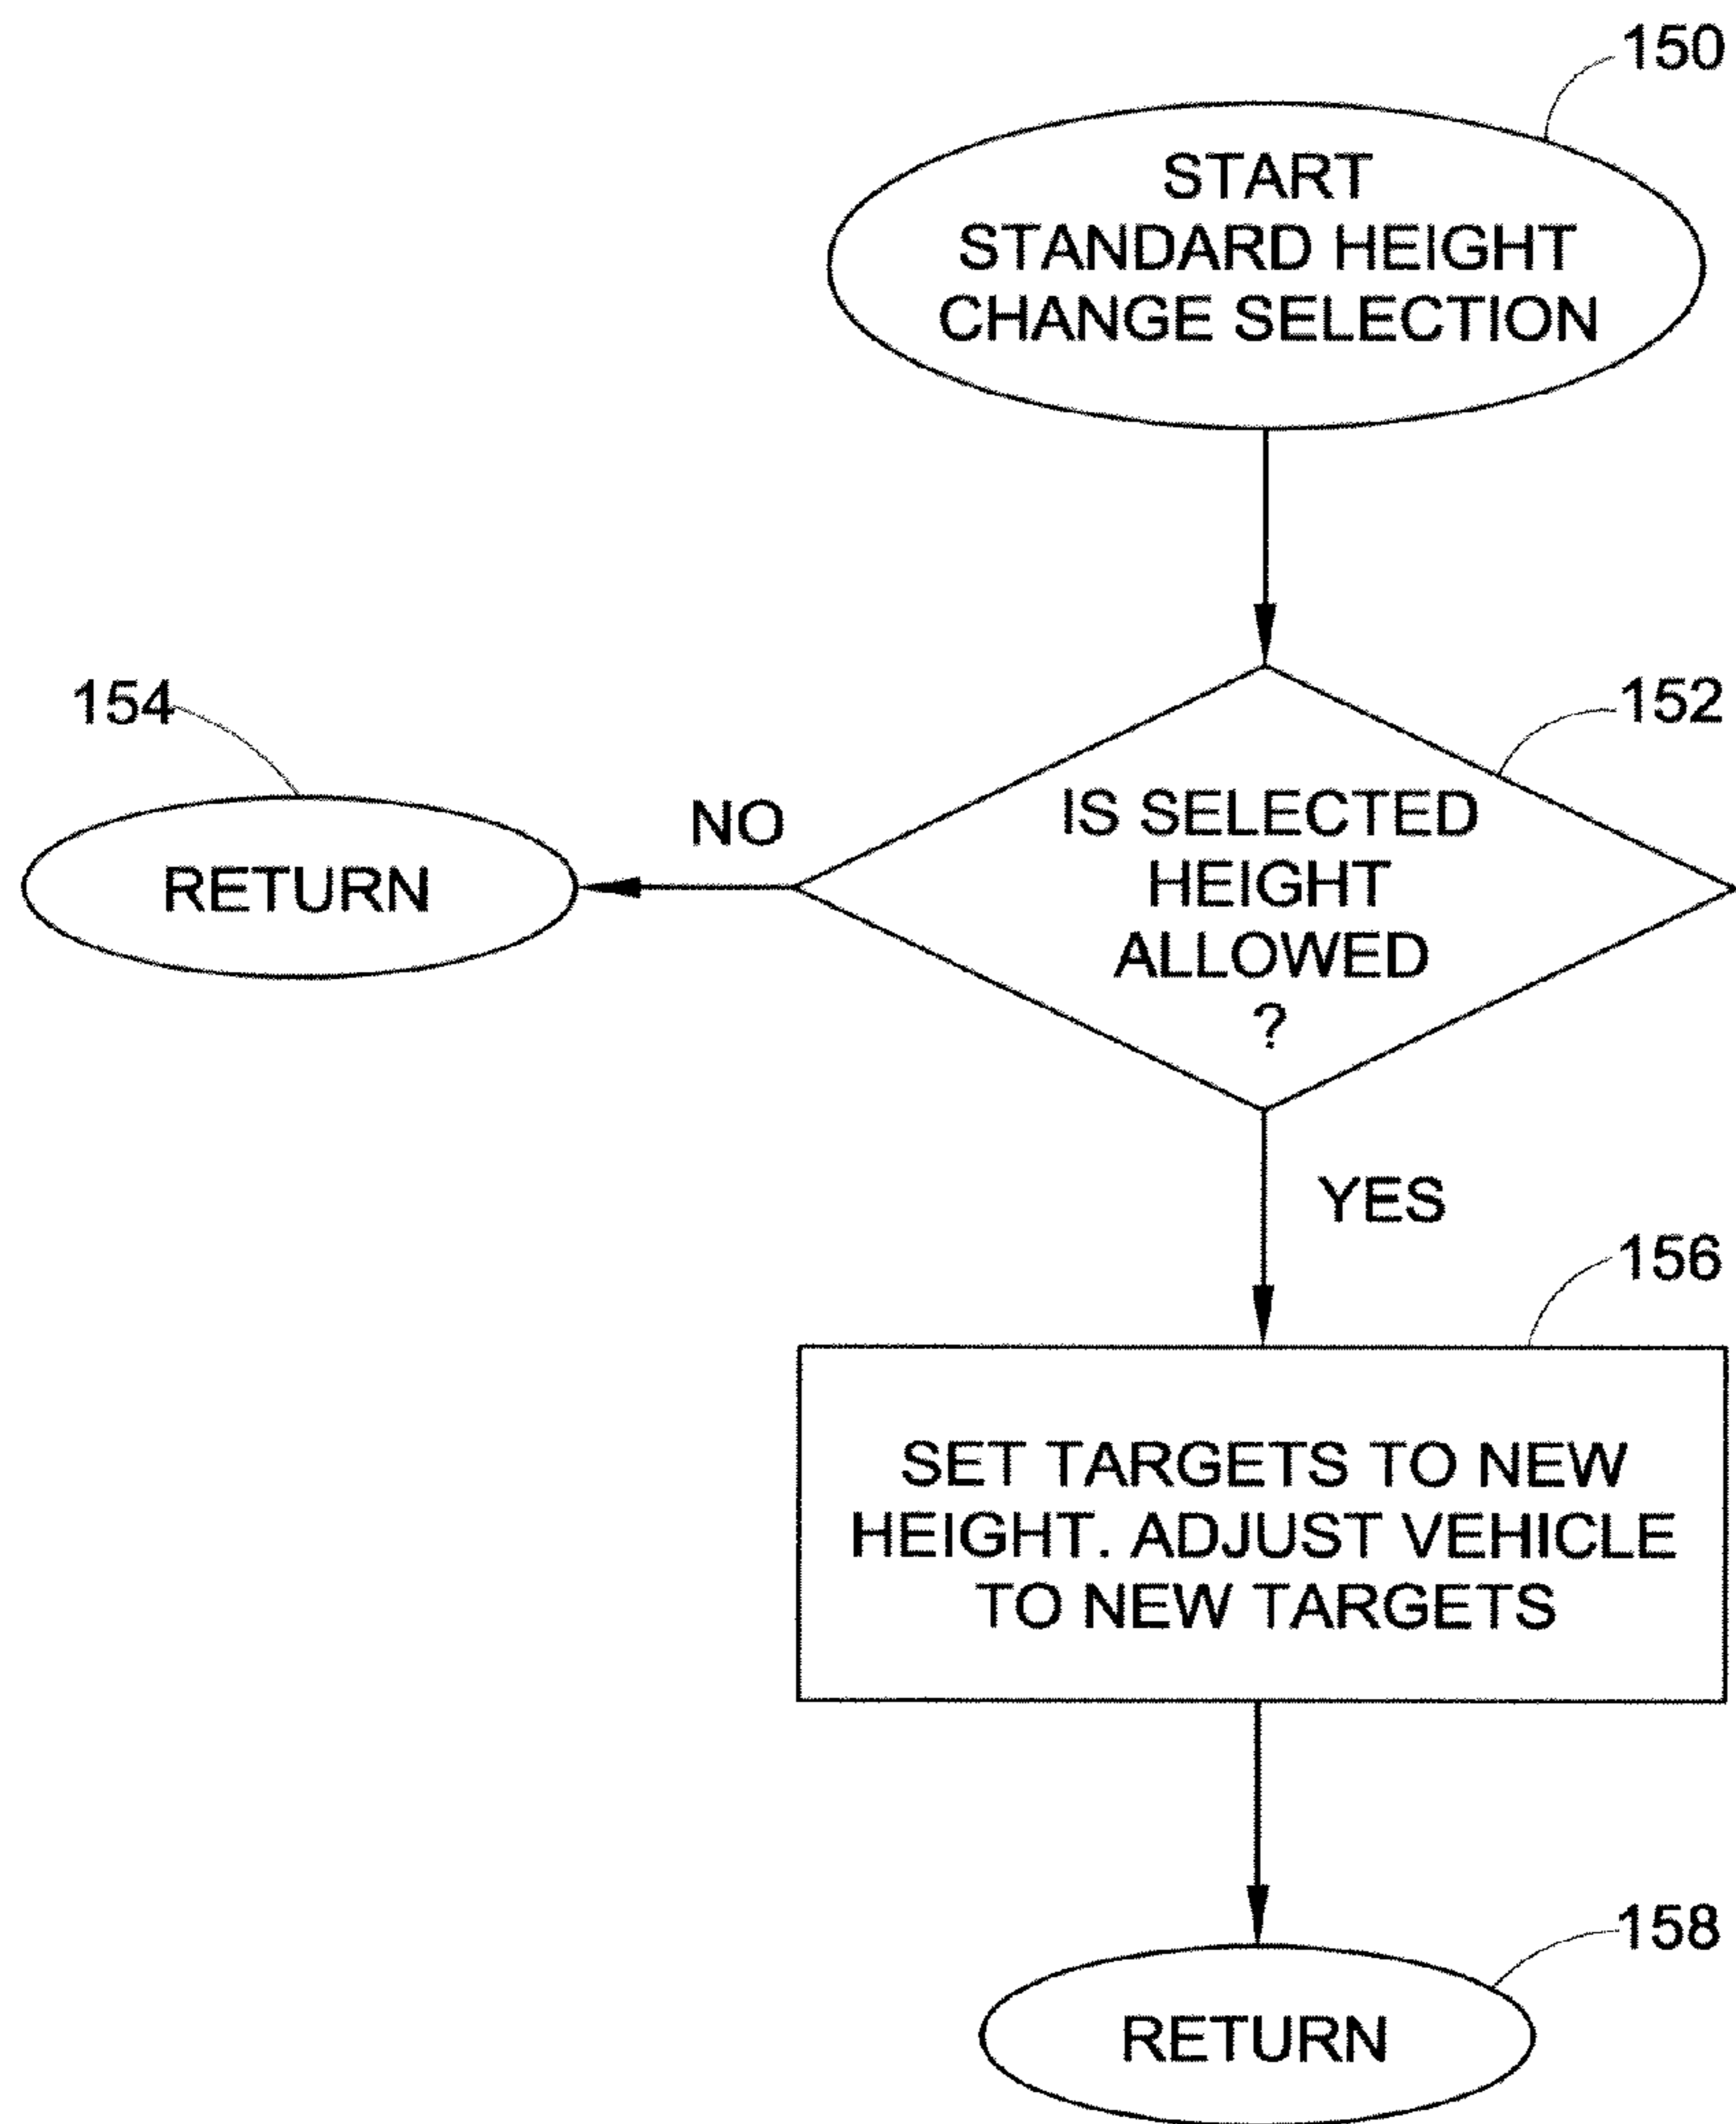 150
START
STANDARD HEIGHT
CHANGE SELECTION
154
152
NO
IS SELECTED
HEIGHT
ALLOWED
?
RETURN
YES
156
SET TARGETS TO NEW
HEIGHT. ADJUST VEHICLE
TO NEW TARGETS
158
RETURN